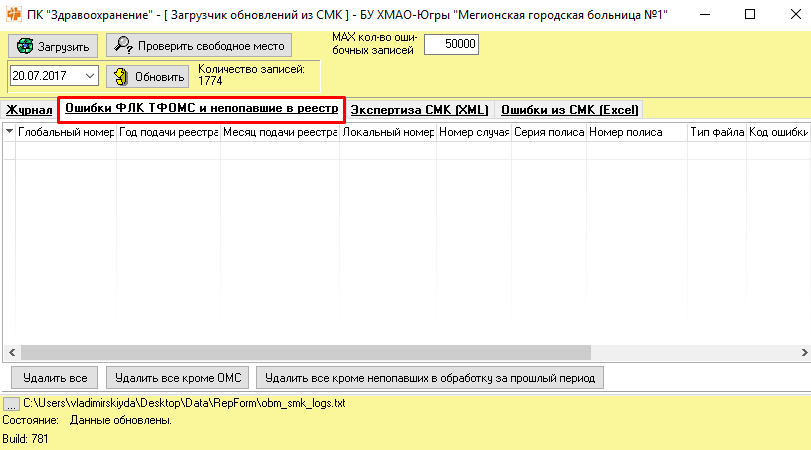 ПК "Здравоохранение" - [ Загрузчик обновлений из СМК ] - БУ ХМАО-Югры "Мегионская городская больница №1"
Загрузить
Проверить свободное место
MAX кол-во оши-
бочных записей
50000
20.07.2017
Обновить
Количество записей:
1774
Журнал Ошибки ФЛК ТФОМС и непопавшие в реестр Экспертиза СМК (XML) Ошибки из СМК (Excel)
Глобальный номер Год подачи реестра Месяц подачи реестра Локальный номер Номер случая Серия полиса Номер полиса Тип файла Код ошибки
Удалить все Удалить все кроме ОМС Удалить все кроме непопавших в обработку за прошлый период
... C:\Users\vladimirskiyda\Desktop\Data\RepForm\obm_smk_logs.txt
Состояние: Данные обновлены.
Build: 781